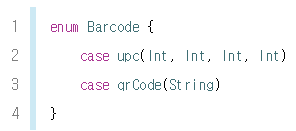 1 enum Barcode {
2 case upc(Int, Int, Int, Int)
3 case qrCode(String)
4 }